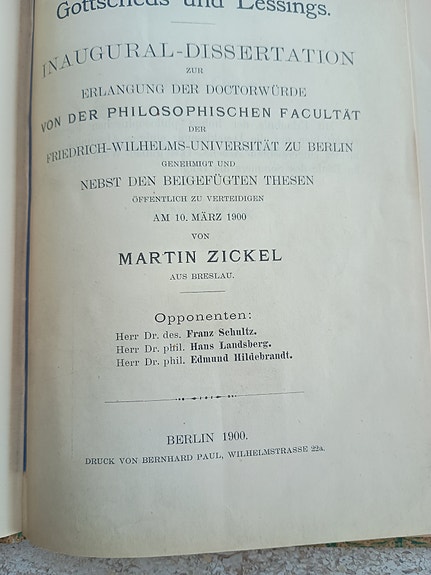 Gottscheds und Lessings.
INAUGURAL-DISSERTATION
ZUR
ERLANGUNG DER DOCTORWÜRDE
VON DER PHILOSOPHISCHEN FACULTÄT
DER
FRIEDRICH-WILHELMS-UNIVERSITÄT ZU BERLIN
GENEHMIGT UND
NEBST DEN BEIGEFÜGTEN THESEN
ÖFFENTLICH ZU VERTEIDIGEN
AM 10. MÄRZ 1900
VON
MARTIN ZICKEL
AUS BRESLAU.
Opponenten:
Herr Dr. des. Franz Schultz.
Herr Dr. phil. Hans Landsberg.
Herr Dr. phil. Edmund Hildebrandt.
BERLIN 1900.
DRUCK VON BERNHARD PAUL, WILHELMSTRASSE 22a.